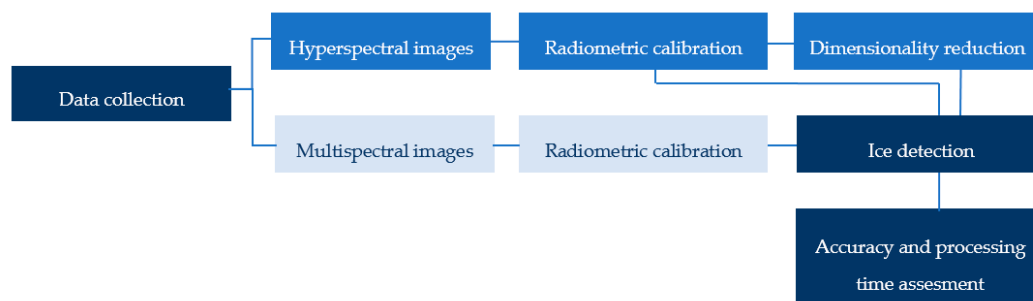 Hyperspectral images
Radiometric calibration
Dimensionality reduction
Data collection
Multispectral images
Radiometric calibration
Ice detection
Accuracy and processing
time assesment